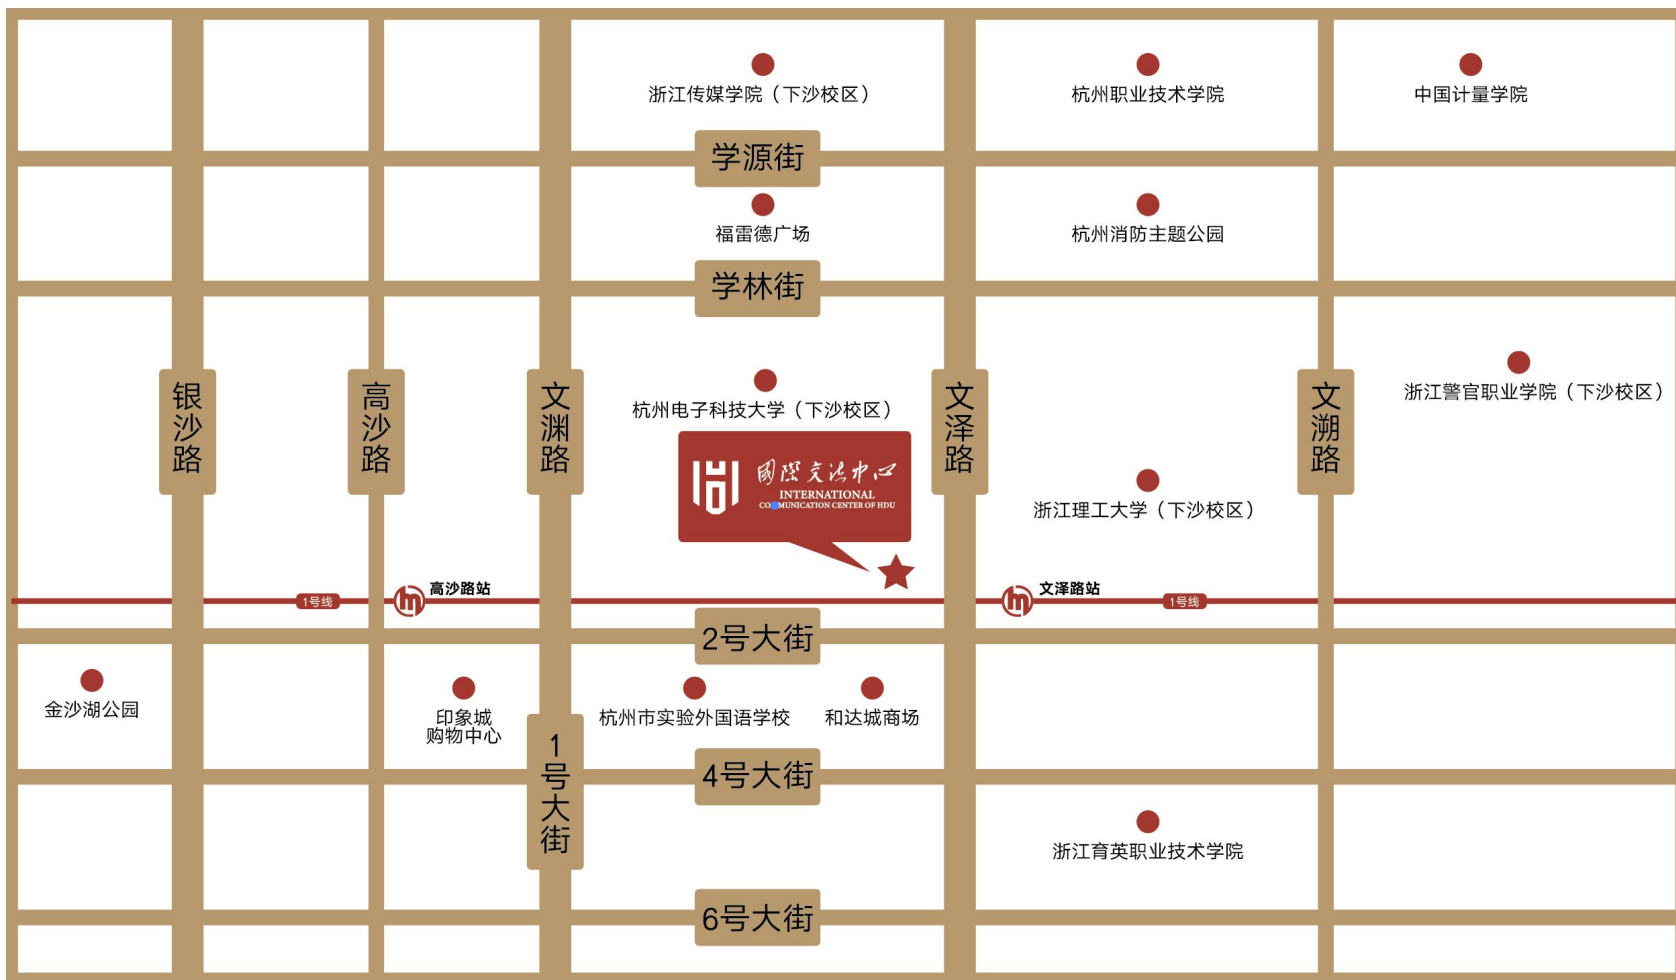 浙江传媒学院（下沙校区）
杭州职业技术学院
中国计量学院
学源街
福雷德广场
杭州消防主题公园
学林街
银沙路
高沙路
文渊路
文泽路
文溯路
浙江警官职业学院（下沙校区）
杭州电子科技大学（下沙校区）
國際交流中心
INTERNATIONAL
COMMUNICATION CENTER OF HDU
浙江理工大学（下沙校区）
高沙路站
文泽路站
1号线
1号线
2号大街
金沙湖公园
印象城
购物中心
杭州市实验外国语学校
和达城商场
1号大街
4号大街
浙江育英职业技术学院
6号大街